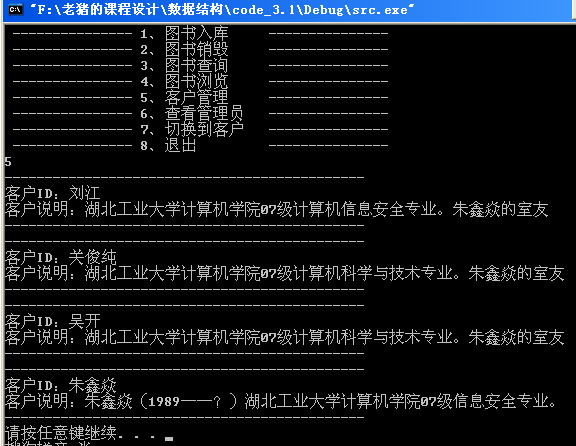 "F:\老猪的课程设计\数据结构\code_3.1\Debug\src.exe"
--------------- 1、图书入库 ---------------
--------------- 2、图书销毁 ---------------
--------------- 3、图书查询 ---------------
--------------- 4、图书浏览 ---------------
--------------- 5、客户管理 ---------------
--------------- 6、查看管理员 ---------------
--------------- 7、切换到客户 ---------------
--------------- 8、退出 ---------------
5
---------------------------------------------
客户ID：刘江
客户说明：湖北工业大学计算机学院07级计算机信息安全专业。朱鑫焱的室友
---------------------------------------------
---------------------------------------------
客户ID：关俊纯
客户说明：湖北工业大学计算机学院07级计算机科学与技术专业。朱鑫焱的室友
---------------------------------------------
---------------------------------------------
客户ID：吴开
客户说明：湖北工业大学计算机学院07级计算机科学与技术专业。朱鑫焱的室友
---------------------------------------------
---------------------------------------------
客户ID：朱鑫焱
客户说明：朱鑫焱（1989——？）湖北工业大学计算机学院07级信息安全专业。
---------------------------------------------
请按任意键继续. . .